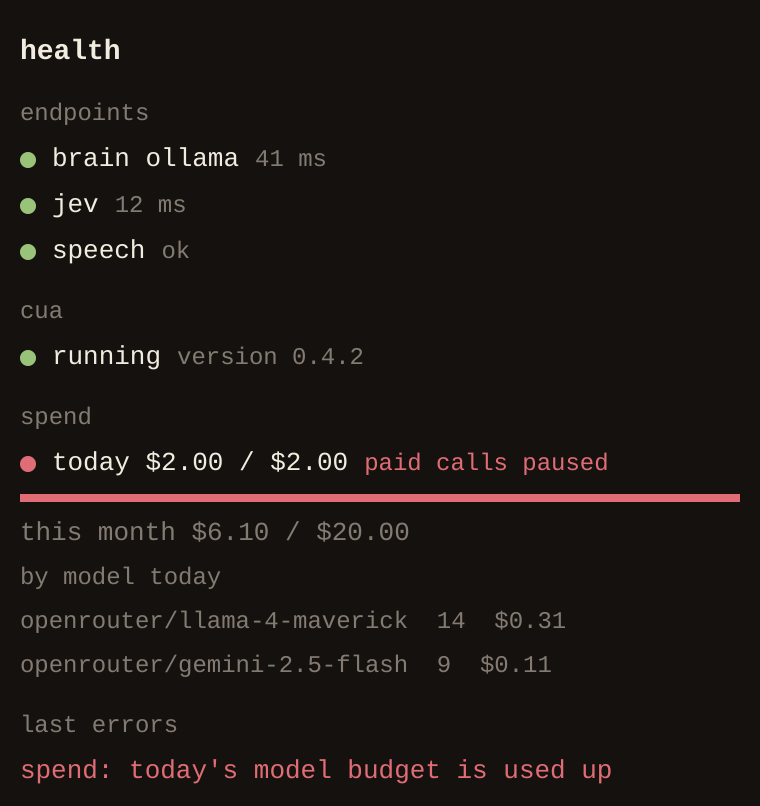 health
endpoints
brain ollama 41 ms
jev 12 ms
speech ok
cua
running version 0.4.2
spend
today $2.00 / $2.00 paid calls paused
this month $6.10 / $20.00
by model today
openrouter/llama-4-maverick 14 $0.31
openrouter/gemini-2.5-flash 9 $0.11
last errors
spend: today's model budget is used up